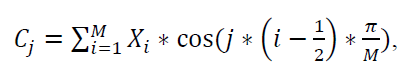 C_j = ∑_{i=1}^{M} X_i * cos(j * (i − 1/2) * π/M),